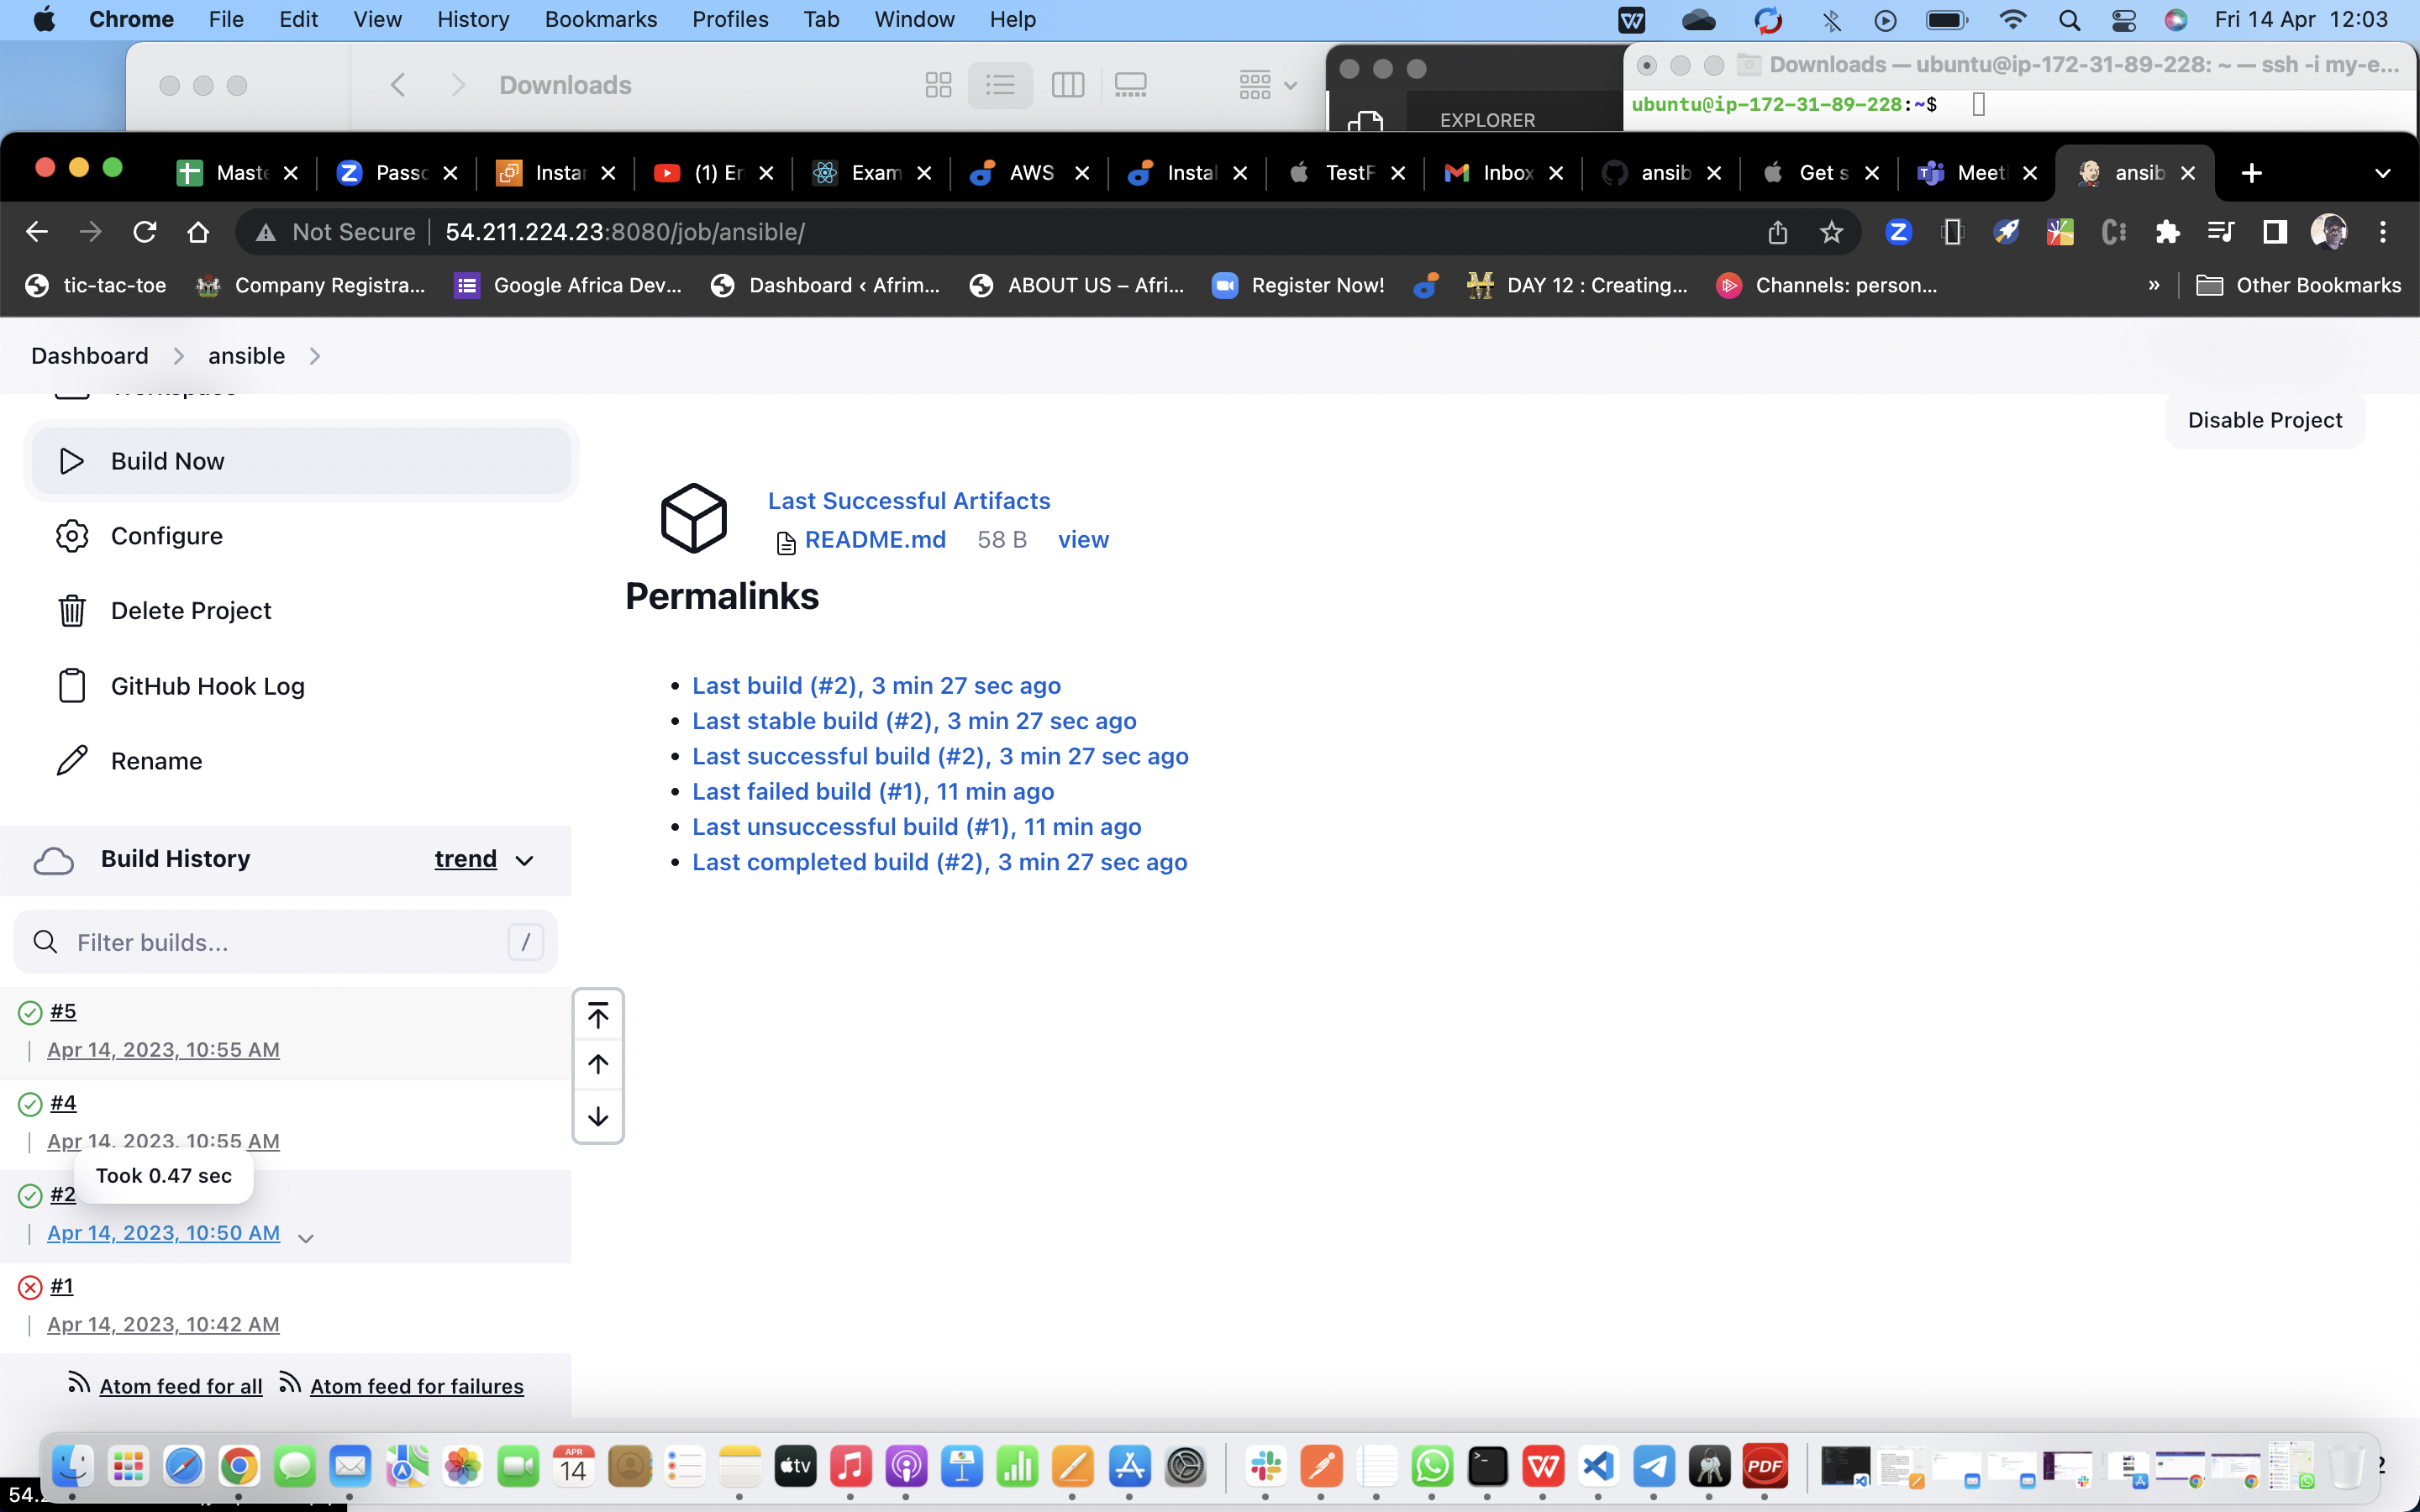 Chrome File Edit View History Bookmarks Profiles Tab Window Help Fri 14 Apr 12:03
Downloads
Downloads — ubuntu@ip-172-31-89-228: ~ — ssh -i my-e...
EXPLORER
ubuntu@ip-172-31-89-228:~$
Maste Passc Instar (1) En Exam AWS Instal TestF Inbox ansib Get s Meeti ansib
Not Secure 54.211.224.23:8080/job/ansible/
tic-tac-toe Company Registra... Google Africa Dev... Dashboard ‹ Afrim... ABOUT US – Afri... Register Now! DAY 12 : Creating... Channels: person... » Other Bookmarks
Dashboard ansible
Disable Project
Build Now
Configure
Delete Project
GitHub Hook Log
Rename
Last Successful Artifacts
README.md 58 B view
Permalinks
• Last build (#2), 3 min 27 sec ago
• Last stable build (#2), 3 min 27 sec ago
• Last successful build (#2), 3 min 27 sec ago
• Last failed build (#1), 11 min ago
• Last unsuccessful build (#1), 11 min ago
• Last completed build (#2), 3 min 27 sec ago
Build History trend
Filter builds... /
#5
Apr 14, 2023, 10:55 AM
#4
Apr 14, 2023, 10:55 AM
Took 0.47 sec
#2
Apr 14, 2023, 10:50 AM
#1
Apr 14, 2023, 10:42 AM
Atom feed for all Atom feed for failures
APR
14
tv
PDF
54.2